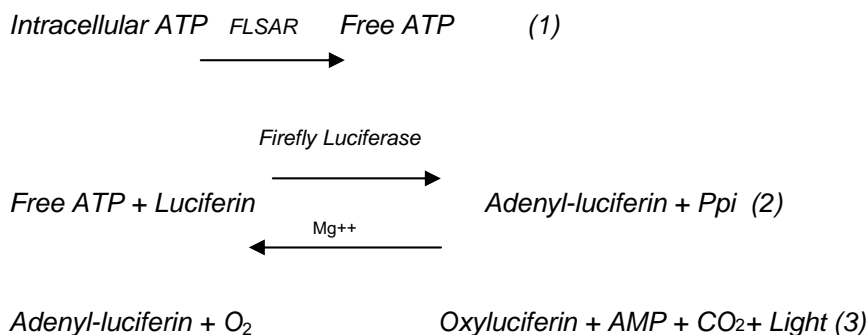 Intracellular ATP FLSAR Free ATP (1)
Firefly Luciferase
Free ATP + Luciferin Adenyl-luciferin + Ppi (2)
Mg++
Adenyl-luciferin + O₂ Oxyluciferin + AMP + CO₂ + Light (3)